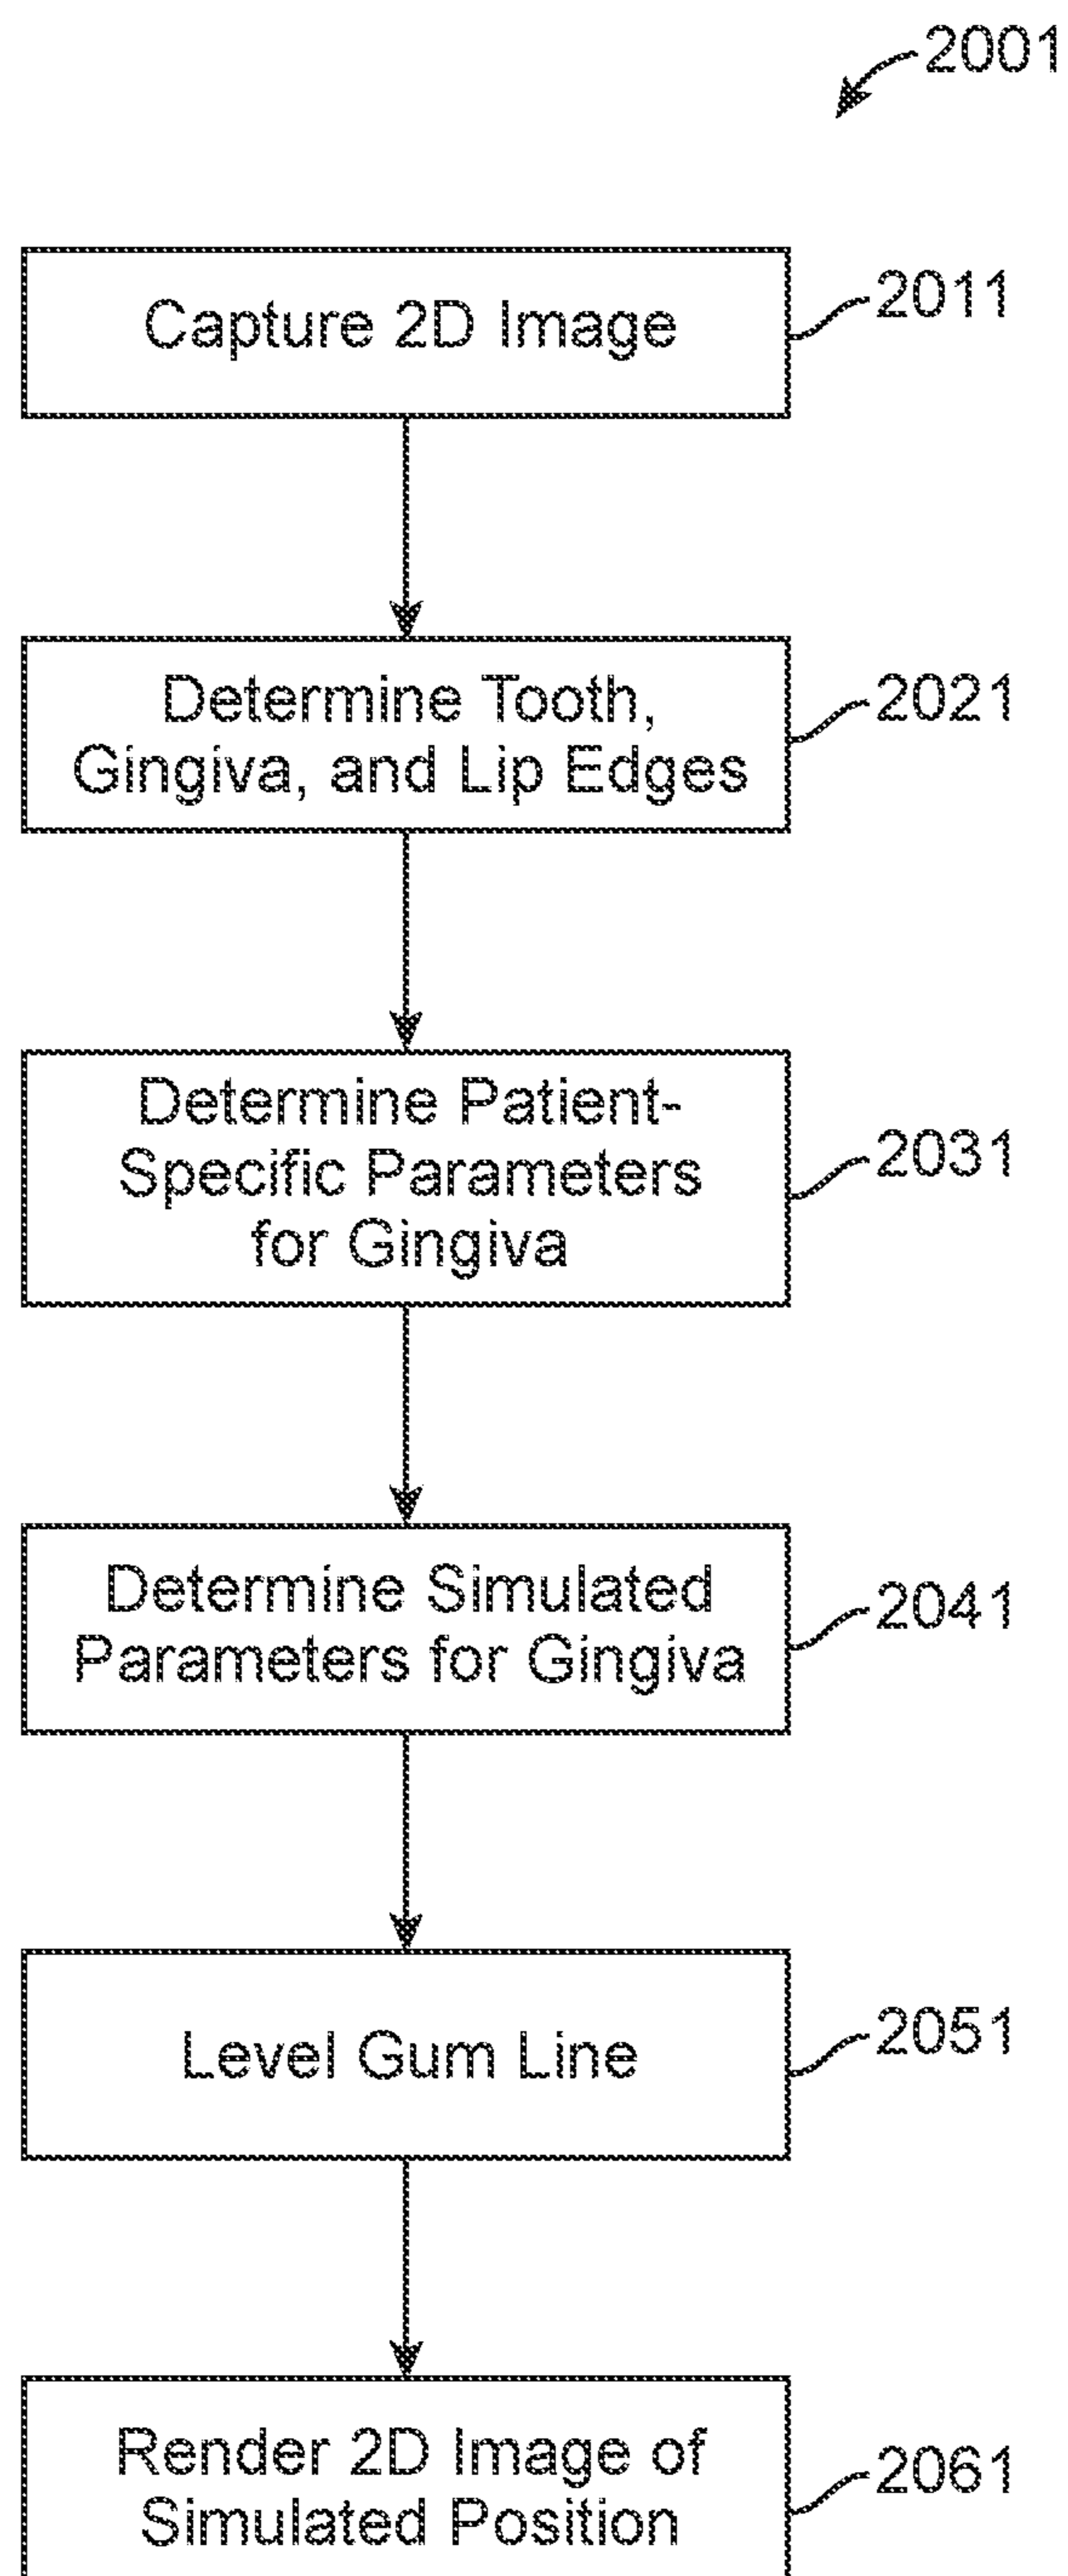 2001
Capture 2D Image
2011
Determine Tooth,
Gingiva, and Lip Edges
2021
Determine Patient-
Specific Parameters
for Gingiva
2031
Determine Simulated
Parameters for Gingiva
2041
Level Gum Line
2051
Render 2D Image of
Simulated Position
2061